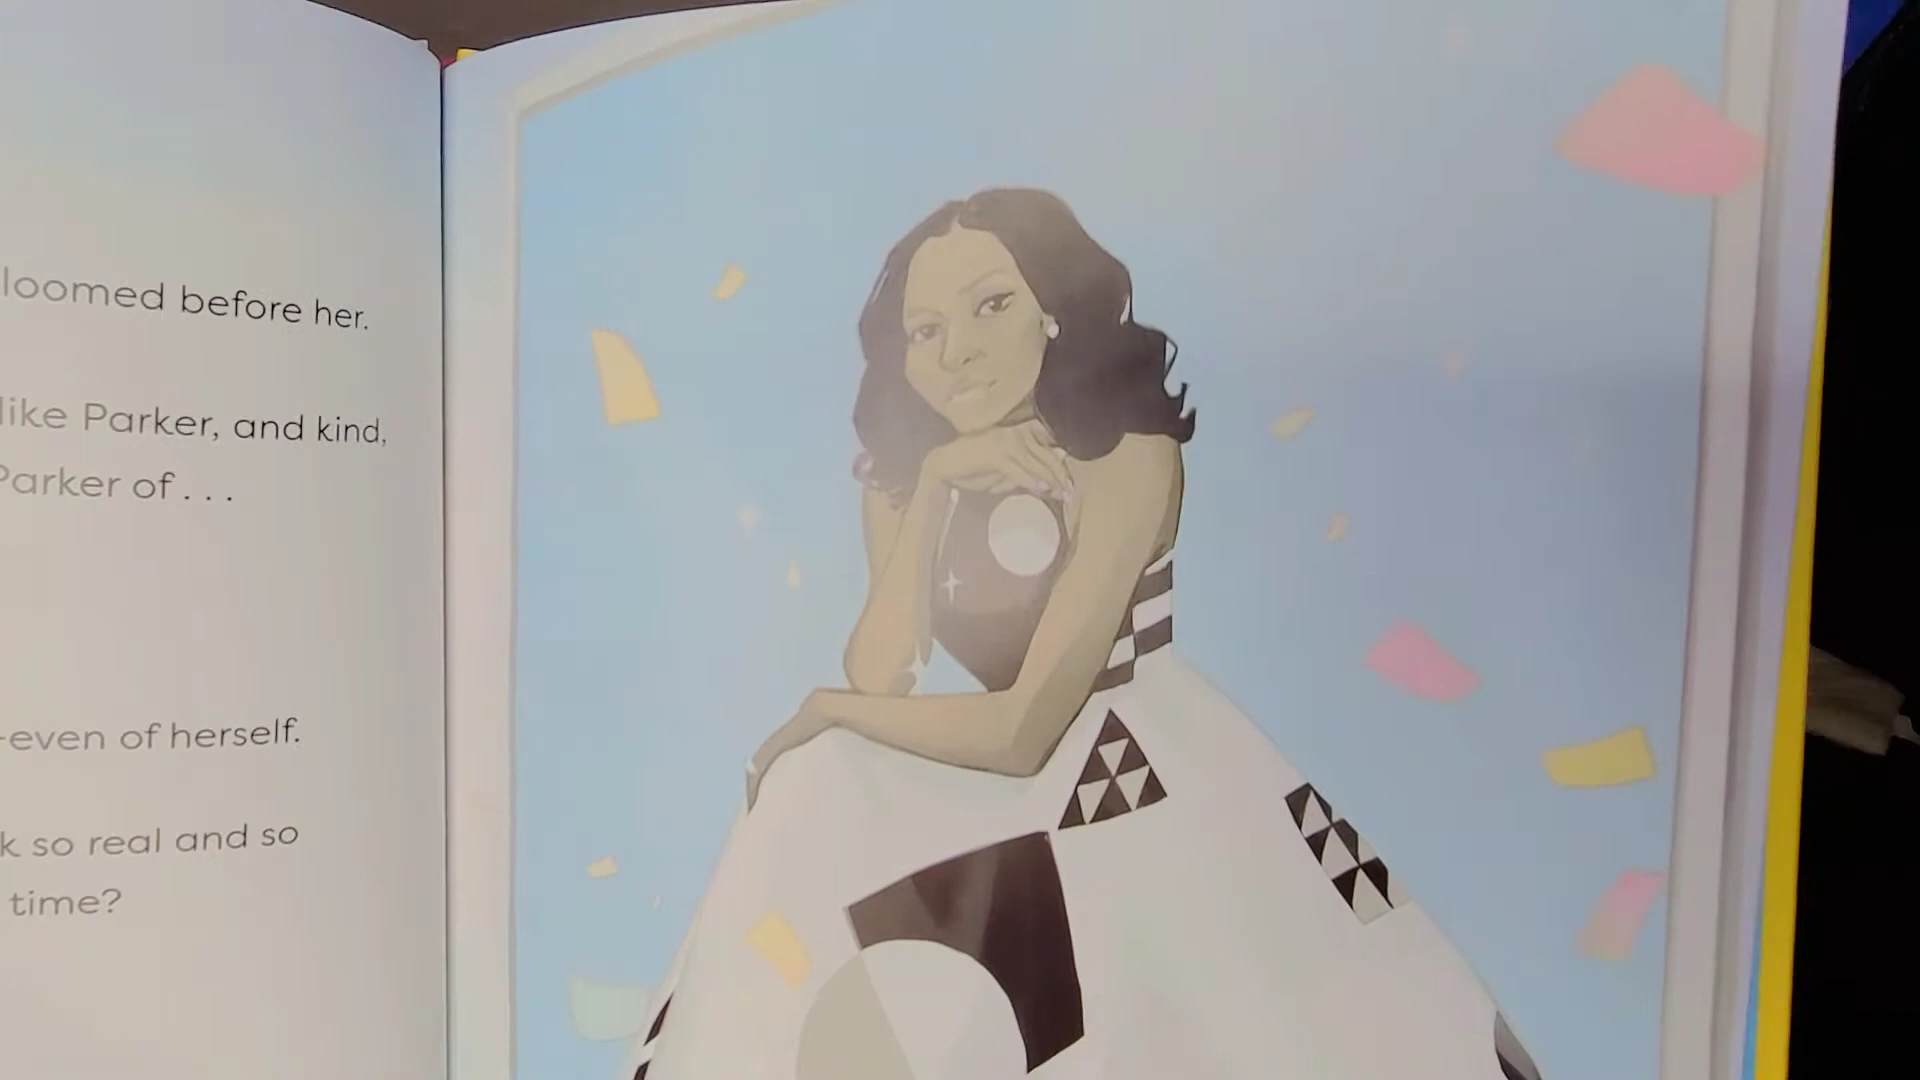 loomed before her.
like Parker, and kind,
Parker of . . .
-even of herself.
k so real and so
time?